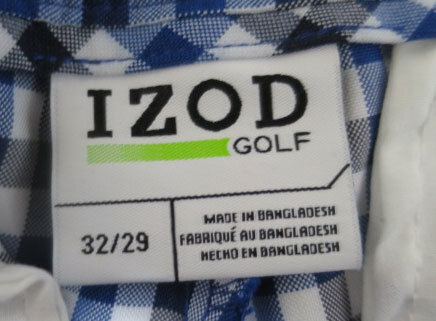 IZOD
GOLF
32/29
MADE IN BANGLADESH
FABRIQUÉ AU BANGLADESH
HECHO EN BANGLADESH